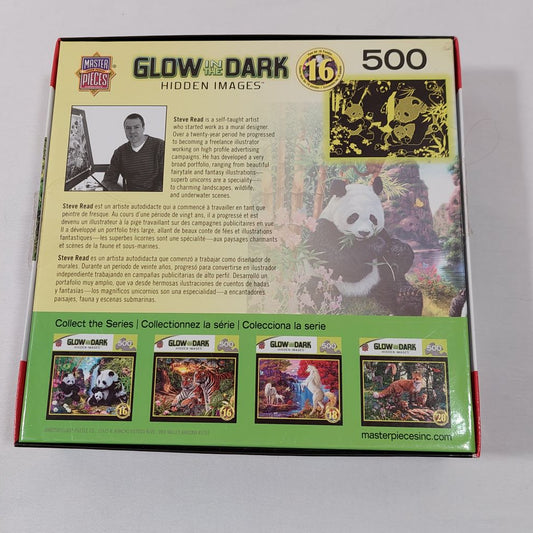 MASTER
PIECES
GLOW IN THE DARK
HIDDEN IMAGES
16
500
Steve Read is a self-taught artist
who started work as a moral designer.
Over a twenty-year period he progressed
to becoming a freelance illustrator
working on high profile advertising
campaigns. He has developed a very
broad portfolio, ranging from beautiful
fairytale and fantasy illustrations—
superb unicorns are a speciality—
to charming landscapes, wildlife,
and underwater scenes.
Steve Read est un artiste autodidacte qui a commencé à travailler en tant que
peintre de fresque. Au cours d'une période de vingt ans, il a progressé et est
devenu un illustrateur à la pige travaillant sur des campagnes publicitaires en vue.
Il a développé un portfolio très large, allant de beaux conte de fées et illustrations
fantastiques—les superbes licornes sont une specialité—aux paysages charmants
et scènes de la faune et sous-marines.
Steve Read es un artista autodidacta que comenzó a trabajar como diseñador de
murales. Durante un periodo de veinte años, progresó para convertirse en ilustrador
independiente trabajando en campañas publicitarias de alto perfil. Desarrolló un
portafolio muy amplio, que va desde hermosas ilustraciones de cuentos de hadas
y fantasías—los magníficos unicornios son una especialidad—a encantadores
paisajes, fauna y escenas submarinas.
Collect the Series | Collectionnez la série | Colecciona la serie
GLOW IN THE DARK 500
HIDDEN IMAGES
16
GLOW IN THE DARK 500
HIDDEN IMAGES
16
GLOW IN THE DARK 500
HIDDEN IMAGES
18
GLOW IN THE DARK 500
HIDDEN IMAGES
20
masterpiecesinc.com